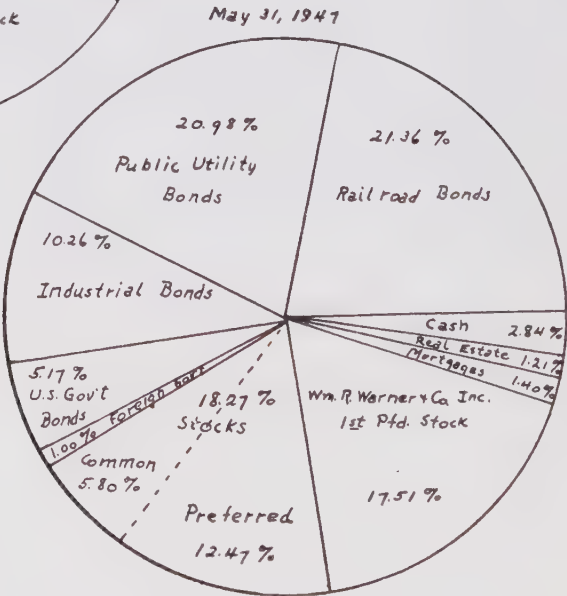 ck
May 31, 1947
20.98%
Public Utility
Bonds
21.36%
Railroad Bonds
10.26%
Industrial Bonds
Cash 2.84%
Real Estate 1.21%
Mortgages 1.40%
5.17%
U.S. Gov't
Bonds
1.00% Foreign Govt
18.27%
Stocks
Common
5.80%
Wm. R. Warner & Co. Inc.
1st Pfd. Stock
17.51%
Preferred
12.47%